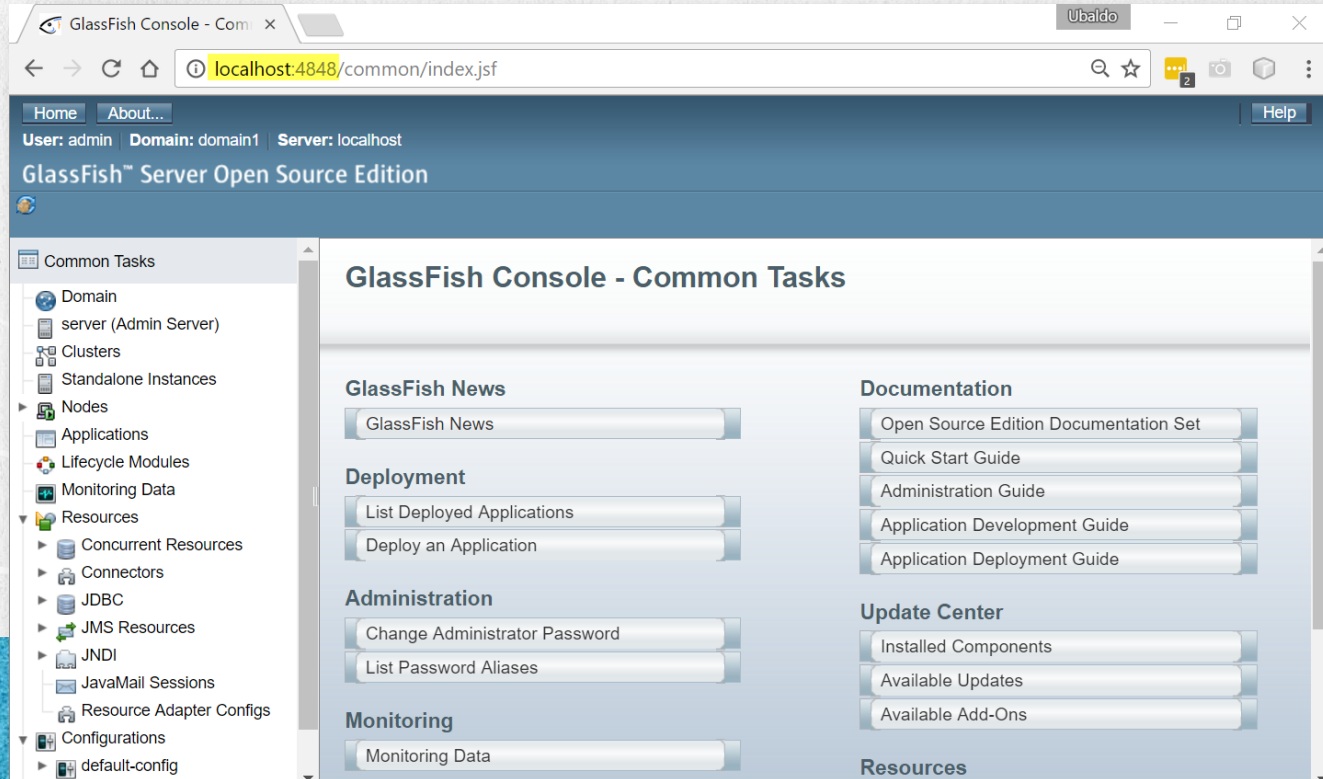 GlassFish Console - Com
Ubaldo
localhost:4848/common/index.jsf
2
Home About... Help
User: admin Domain: domain1 Server: localhost
GlassFish™ Server Open Source Edition
Common Tasks
Domain
server (Admin Server)
Clusters
Standalone Instances
Nodes
Applications
Lifecycle Modules
Monitoring Data
Resources
Concurrent Resources
Connectors
JDBC
JMS Resources
JNDI
JavaMail Sessions
Resource Adapter Configs
Configurations
default-config
GlassFish Console - Common Tasks
GlassFish News
GlassFish News
Deployment
List Deployed Applications
Deploy an Application
Administration
Change Administrator Password
List Password Aliases
Monitoring
Monitoring Data
Documentation
Open Source Edition Documentation Set
Quick Start Guide
Administration Guide
Application Development Guide
Application Deployment Guide
Update Center
Installed Components
Available Updates
Available Add-Ons
Resources